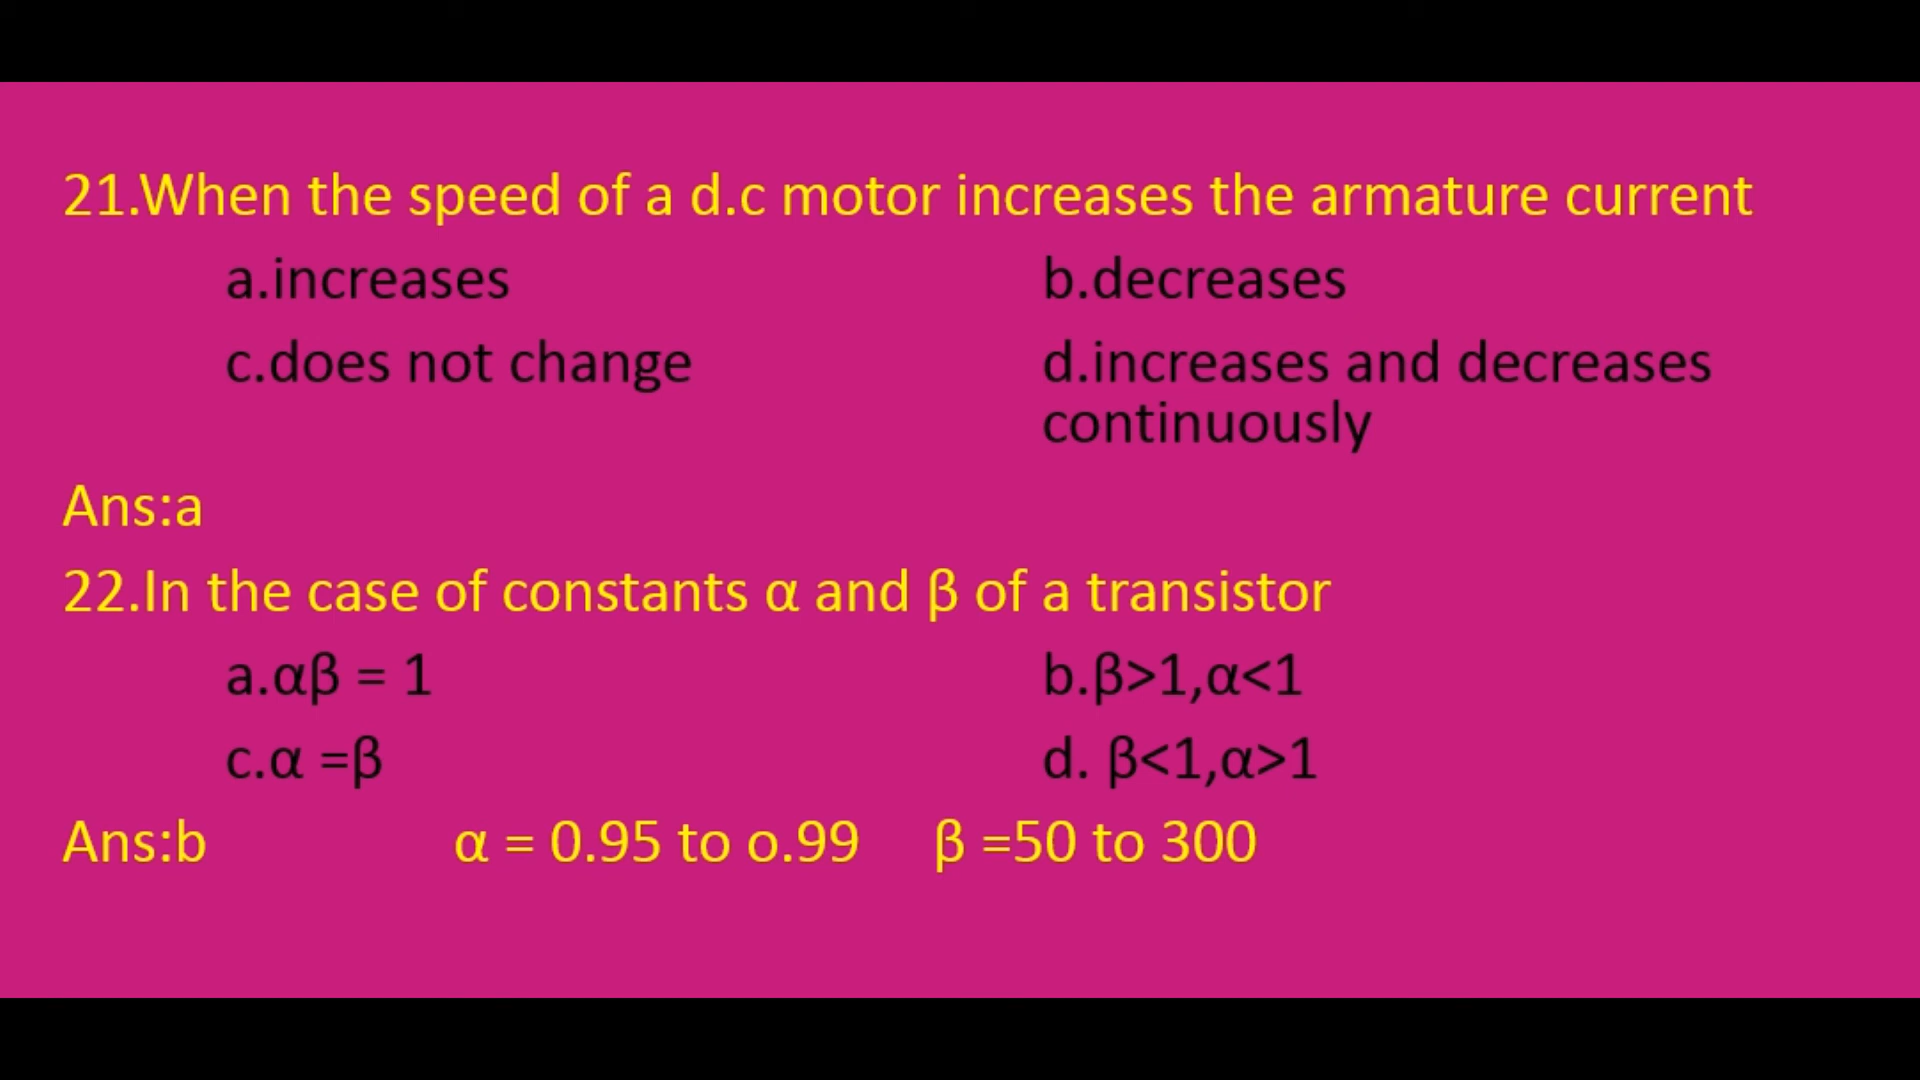 21.When the speed of a d.c motor increases the armature current
a.increases b.decreases
c.does not change d.increases and decreases
continuously
Ans:a
22.In the case of constants α and β of a transistor
a.αβ = 1 b.β>1,α<1
c.α =β d. β<1,α>1
Ans:b α = 0.95 to o.99 β =50 to 300